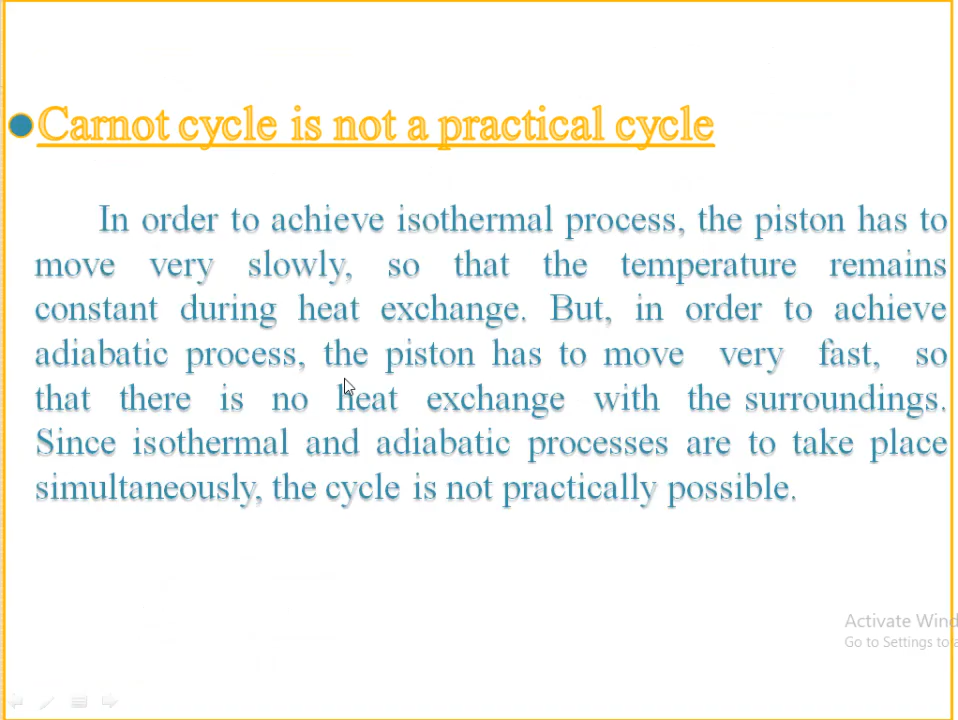 Carnot cycle is not a practical cycle
In order to achieve isothermal process, the piston has to
move very slowly, so that the temperature remains
constant during heat exchange. But, in order to achieve
adiabatic process, the piston has to move very fast, so
that there is no heat exchange with the surroundings.
Since isothermal and adiabatic processes are to take place
simultaneously, the cycle is not practically possible.
Activate Wind
Go to Settings to a